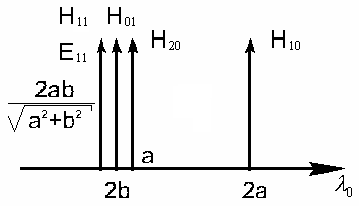 H₁₁ H₀₁
E₁₁ H₂₀ H₁₀
2ab
√a²+b²
a
2b 2a λ₀